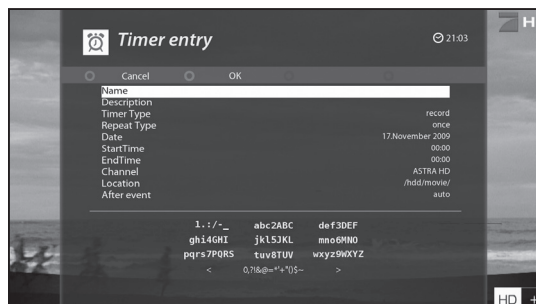 Timer entry
21:03
H
Cancel OK
Name
Description
Timer Type record
Repeat Type once
Date 17.November 2009
StartTime 00:00
EndTime 00:00
Channel ASTRA HD
Location /hdd/movie/
After event auto
1.:/-_ abc2ABC def3DEF
ghi4GHI jkl5JKL mno6MNO
pqrs7PQRS tuv8TUV wxyz9WXYZ
< 0,?!&@=*'+"()$~ >
HD +